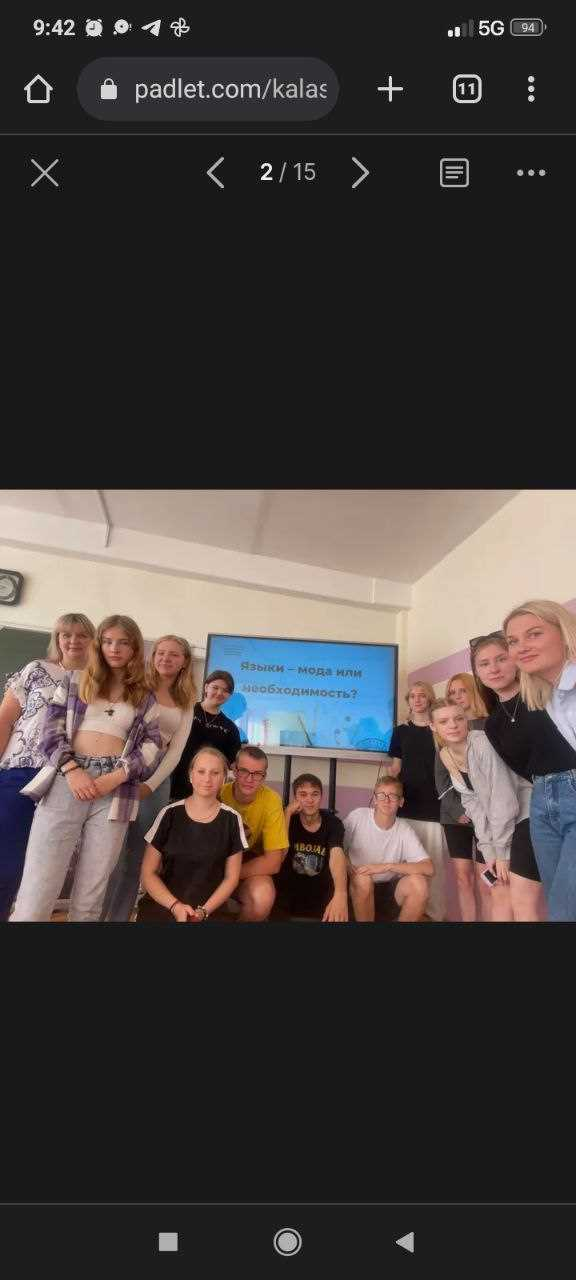 9:42
5G
94
padlet.com/kalas
11
2 / 15
Языки – мода или
необходимость?